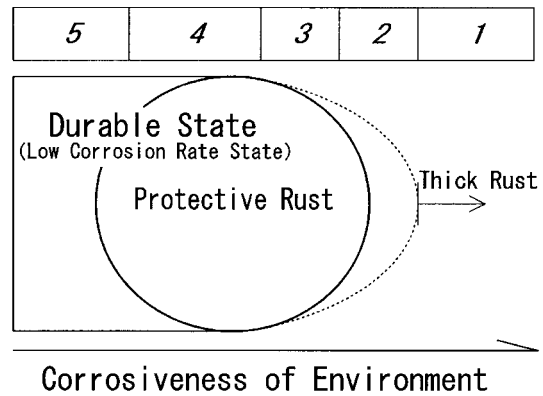 5 4 3 2 1
Durable State
(Low Corrosion Rate State)
Thick Rust
Protective Rust
Corrosiveness of Environment